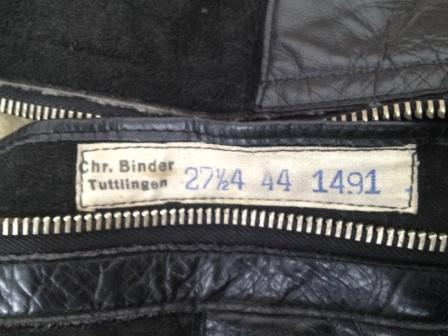 Chr. Binder
Tuttlingen
27½4 44 1491